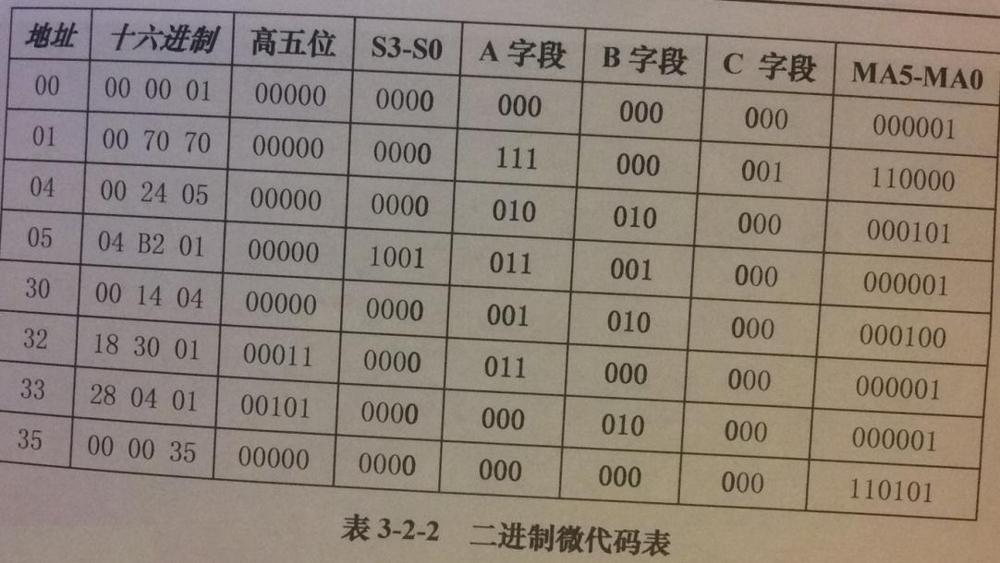 地址 十六进制 高五位 S3-S0 A 字段 B 字段 C 字段 MA5-MA0
00 00 00 01 00000 0000 000 000 000 000001
01 00 70 70 00000 0000 111 000 001 110000
04 00 24 05 00000 0000 010 010 000 000101
05 04 B2 01 00000 1001 011 001 000 000001
30 00 14 04 00000 0000 001 010 000 000100
32 18 30 01 00011 0000 011 000 000 000001
33 28 04 01 00101 0000 000 010 000 000001
35 00 00 35 00000 0000 000 000 000 110101
表 3-2-2 二进制微代码表